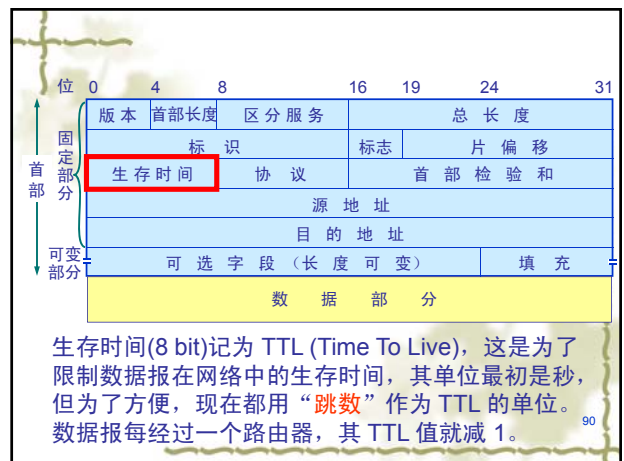 位 0 4 8 16 19 24 31
版 本 首部长度 区 分 服 务 总 长 度
标 识 标志 片 偏 移
生 存 时 间 协 议 首 部 检 验 和
源 地 址
目 的 地 址
可 选 字 段 （长 度 可 变） 填 充
数 据 部 分
首部
固定部分
可变部分
生存时间(8 bit)记为 TTL (Time To Live)，这是为了
限制数据报在网络中的生存时间，其单位最初是秒，
但为了方便，现在都用“跳数”作为 TTL 的单位。
数据报每经过一个路由器，其 TTL 值就减 1。
90